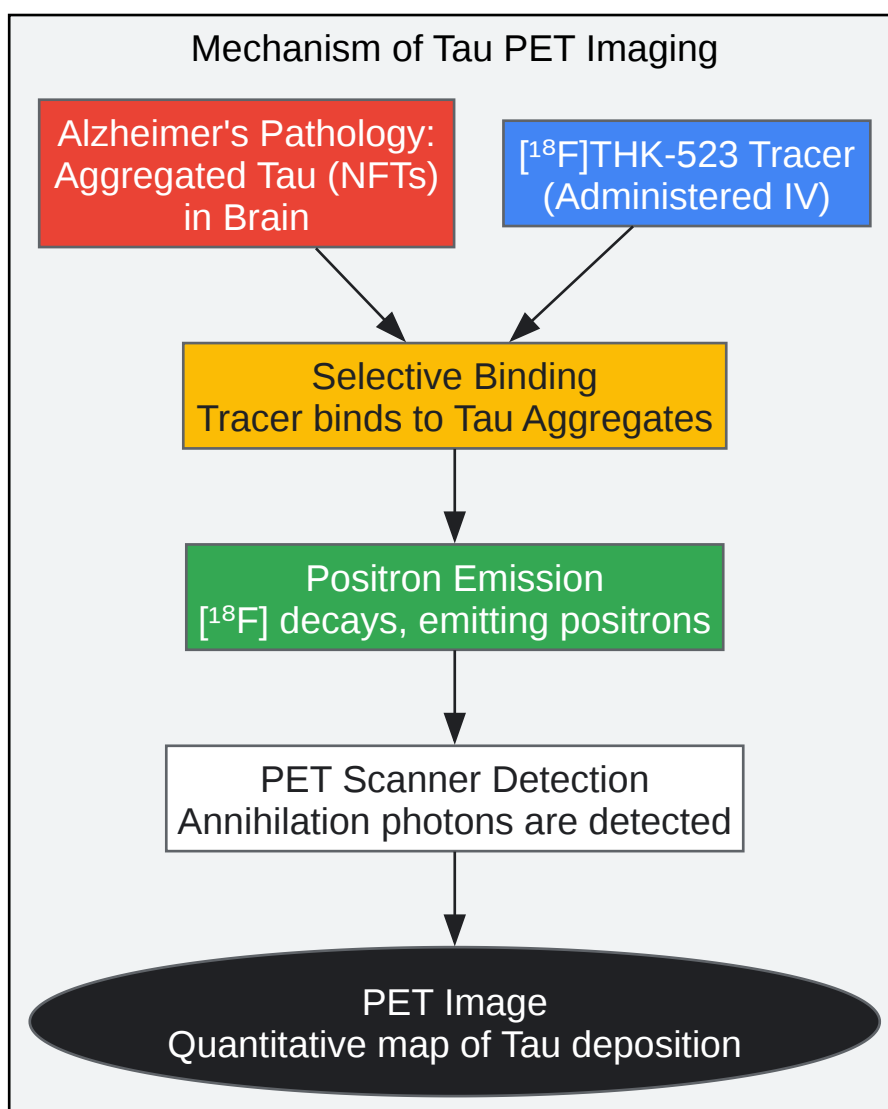 Mechanism of Tau PET Imaging
Alzheimer's Pathology:
Aggregated Tau (NFTs)
in Brain
[¹⁸F]THK-523 Tracer
(Administered IV)
Selective Binding
Tracer binds to Tau Aggregates
Positron Emission
[¹⁸F] decays, emitting positrons
PET Scanner Detection
Annihilation photons are detected
PET Image
Quantitative map of Tau deposition